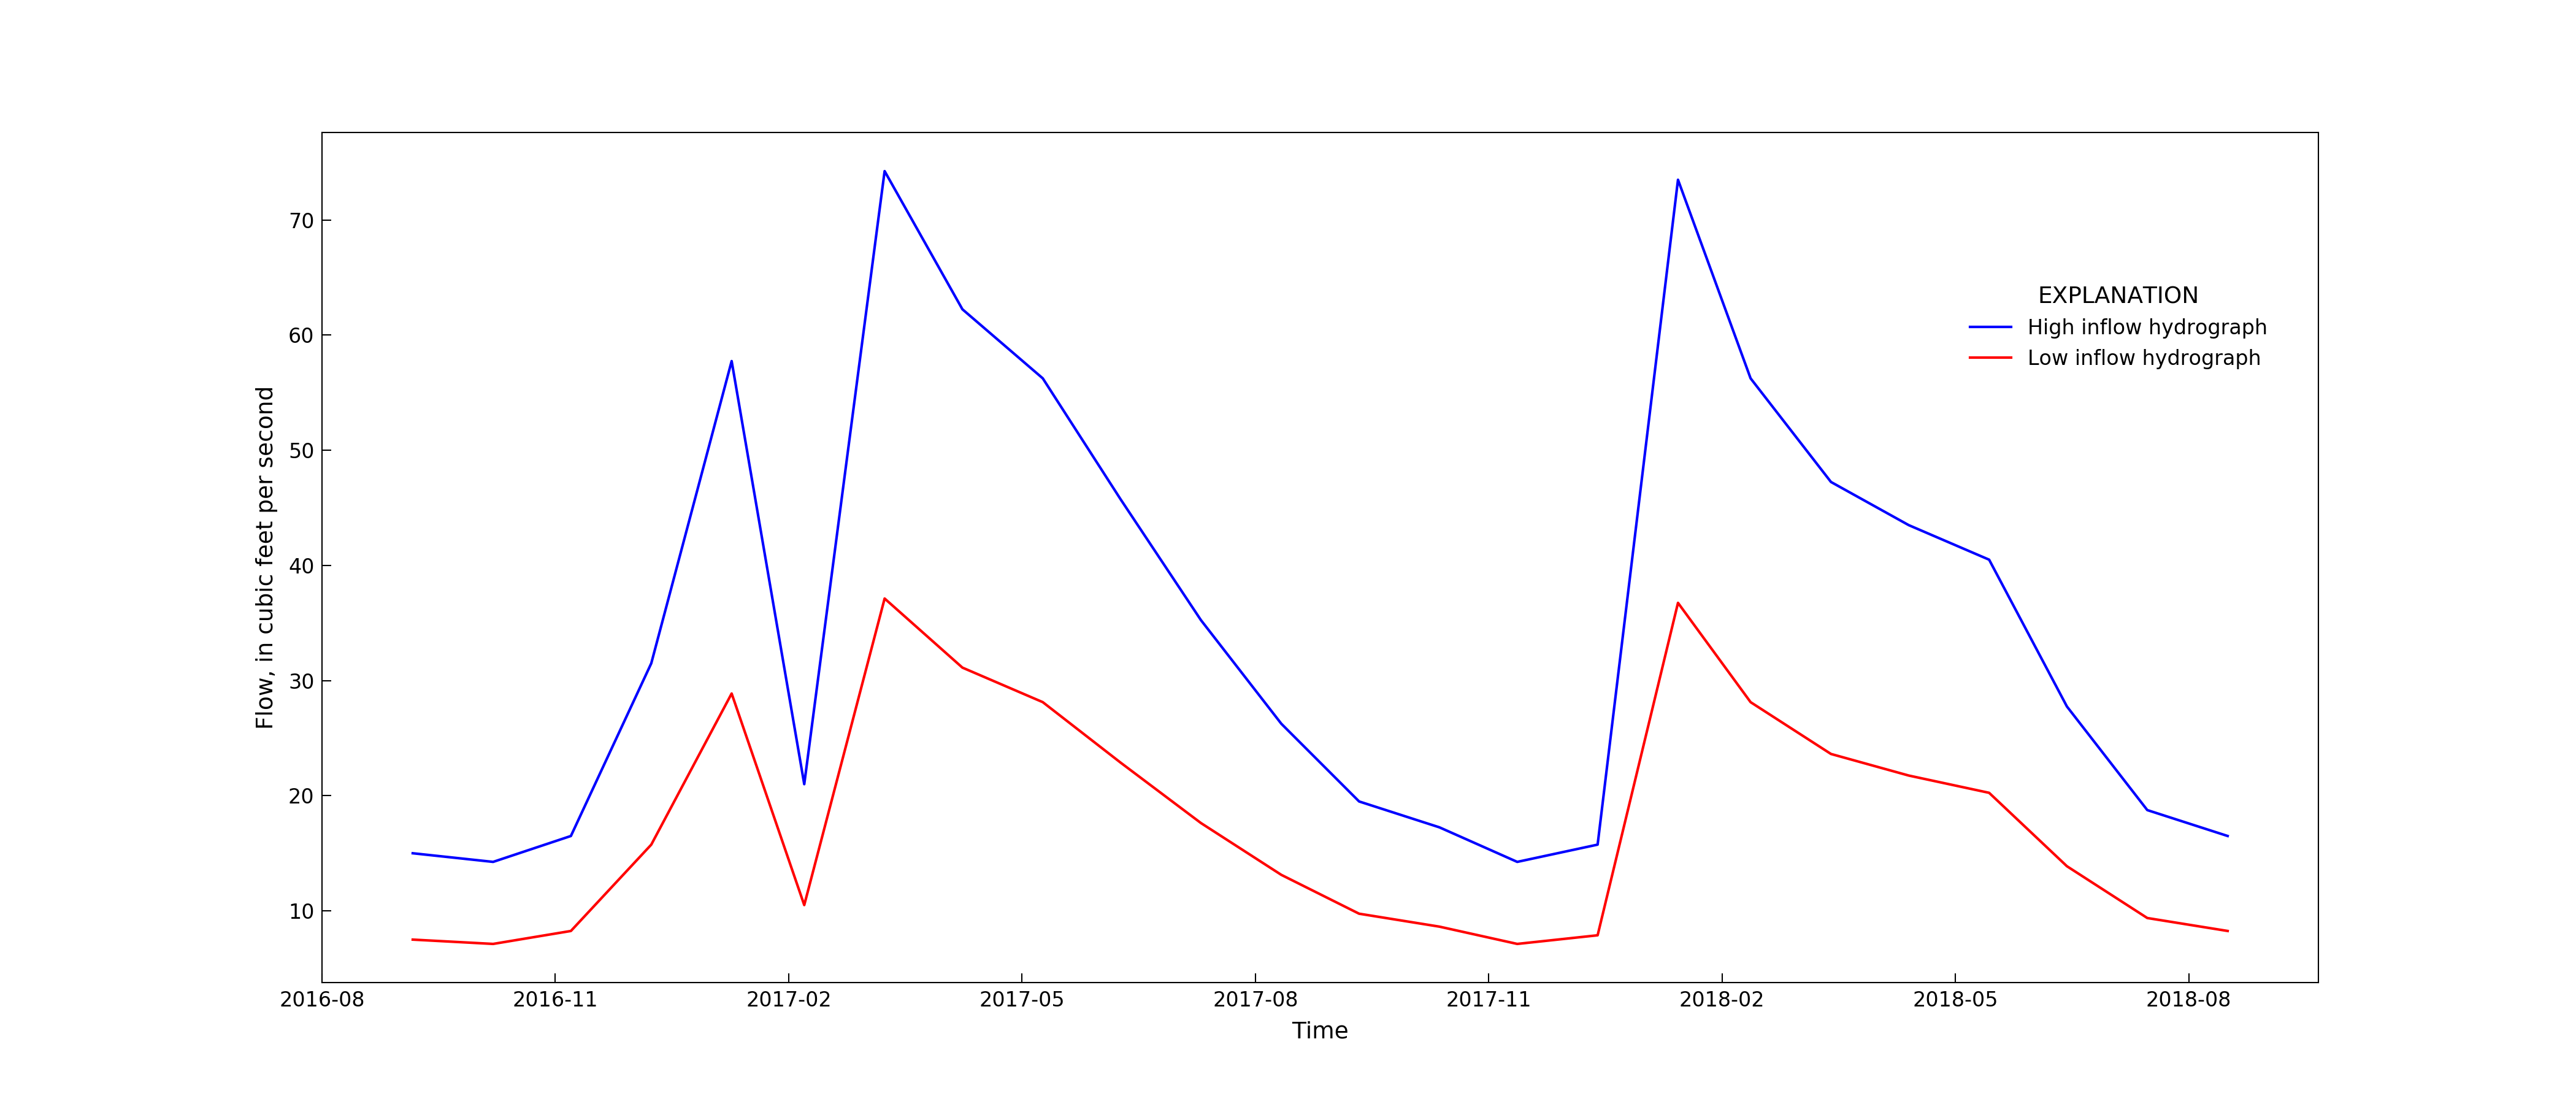 70
60
50
40
30
20
10
Flow, in cubic feet per second
EXPLANATION
High inflow hydrograph
Low inflow hydrograph
2016-08 2016-11 2017-02 2017-05 2017-08 2017-11 2018-02 2018-05 2018-08
Time